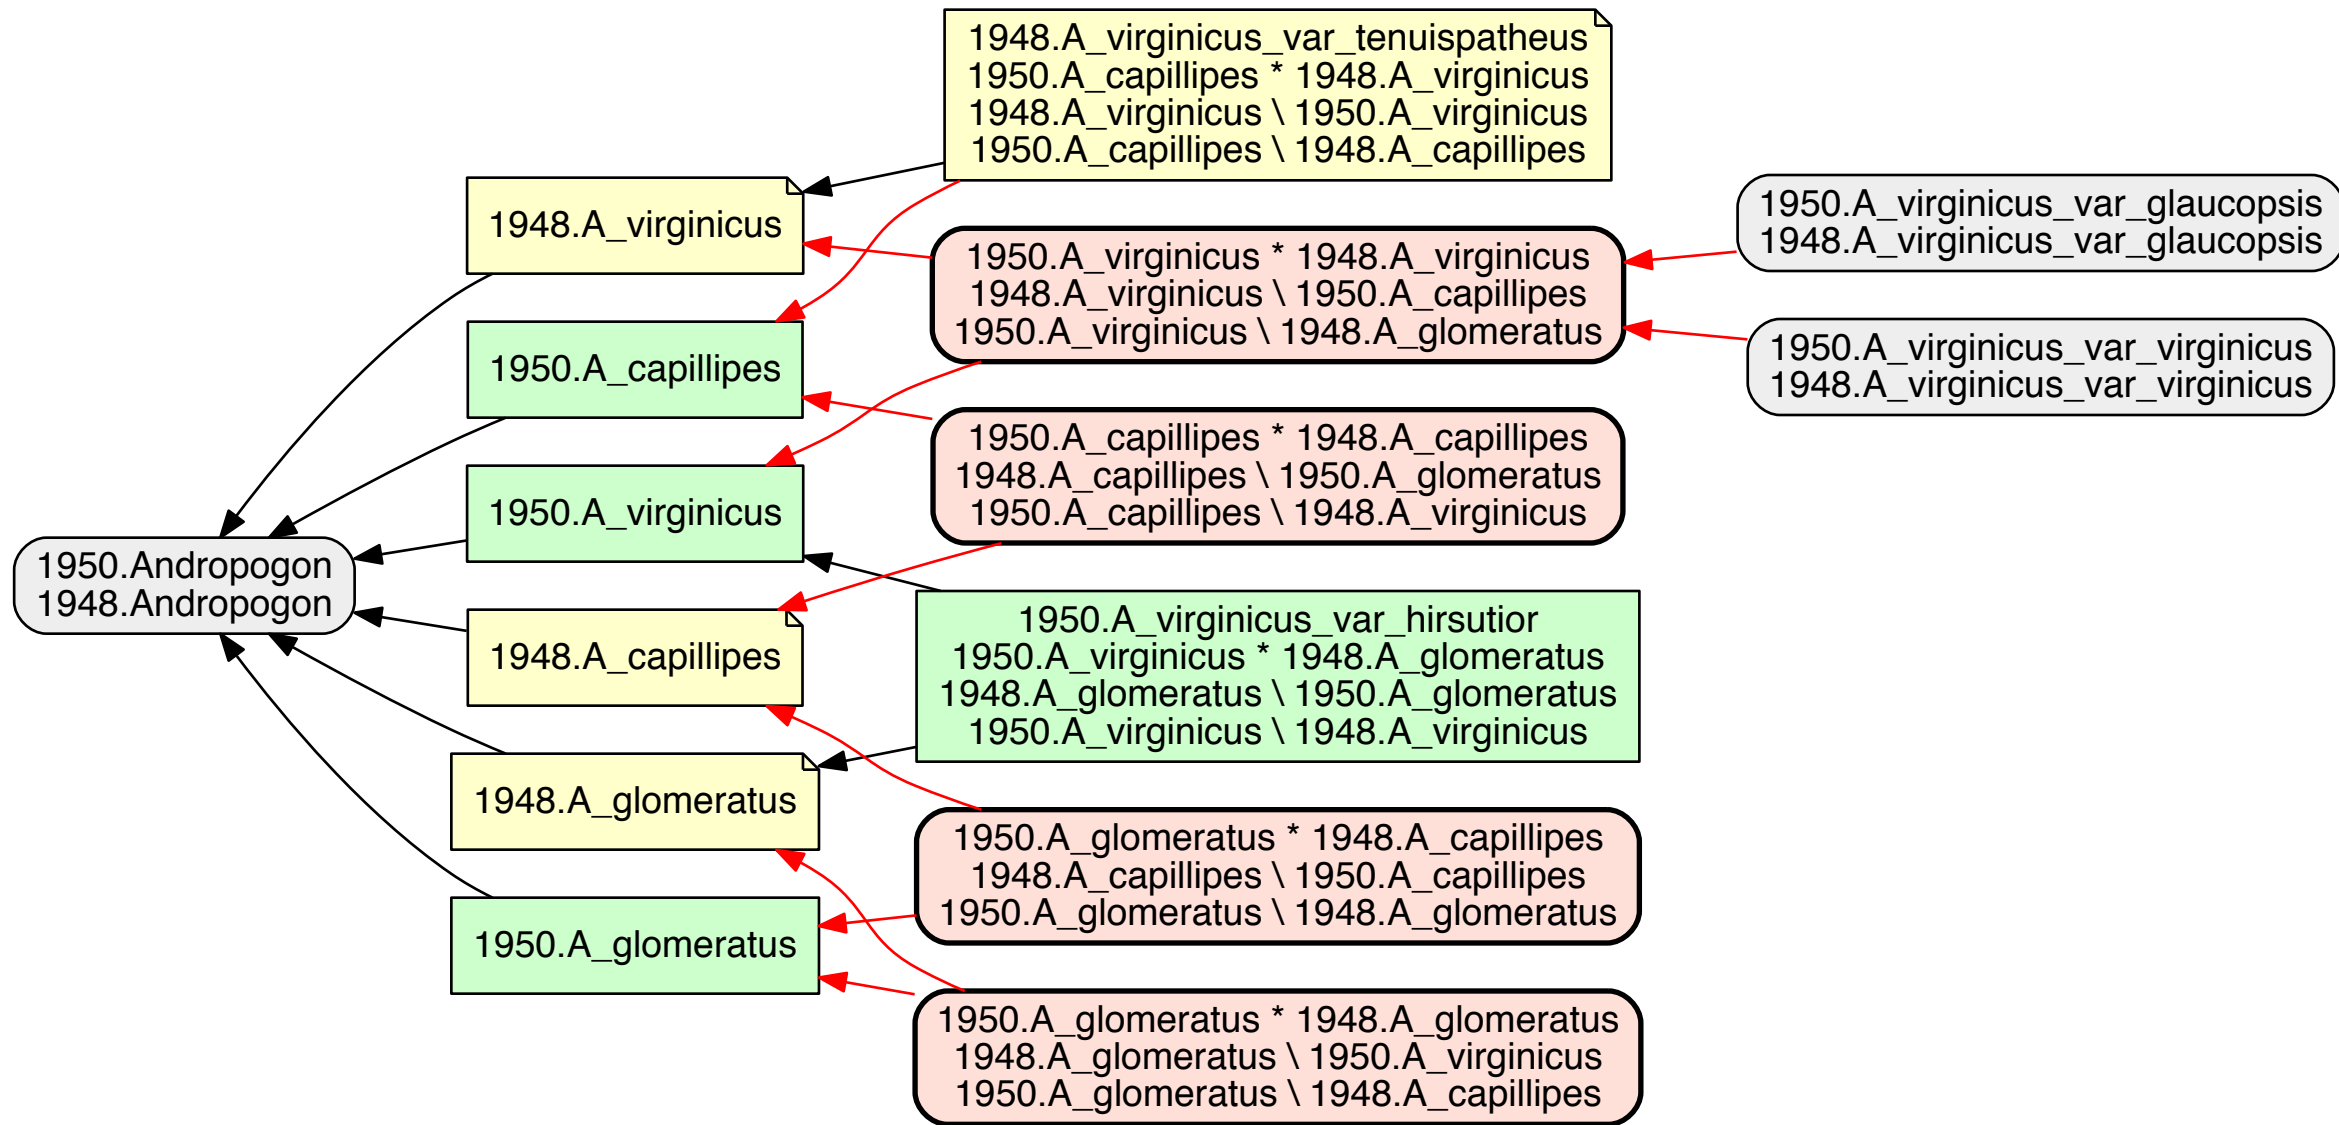 1950.Andropogon
1948.Andropogon
1948.A_virginicus
1950.A_capillipes
1950.A_virginicus
1948.A_capillipes
1948.A_glomeratus
1950.A_glomeratus
1948.A_virginicus_var_tenuispatheus
1950.A_capillipes * 1948.A_virginicus
1948.A_virginicus \ 1950.A_virginicus
1950.A_capillipes \ 1948.A_capillipes
1950.A_virginicus * 1948.A_virginicus
1948.A_virginicus \ 1950.A_capillipes
1950.A_virginicus \ 1948.A_glomeratus
1950.A_capillipes * 1948.A_capillipes
1948.A_capillipes \ 1950.A_glomeratus
1950.A_capillipes \ 1948.A_virginicus
1950.A_virginicus_var_hirsutior
1950.A_virginicus * 1948.A_glomeratus
1948.A_glomeratus \ 1950.A_glomeratus
1950.A_virginicus \ 1948.A_virginicus
1950.A_glomeratus * 1948.A_capillipes
1948.A_capillipes \ 1950.A_capillipes
1950.A_glomeratus \ 1948.A_glomeratus
1950.A_glomeratus * 1948.A_glomeratus
1948.A_glomeratus \ 1950.A_virginicus
1950.A_glomeratus \ 1948.A_capillipes
1950.A_virginicus_var_glaucopsis
1948.A_virginicus_var_glaucopsis
1950.A_virginicus_var_virginicus
1948.A_virginicus_var_virginicus